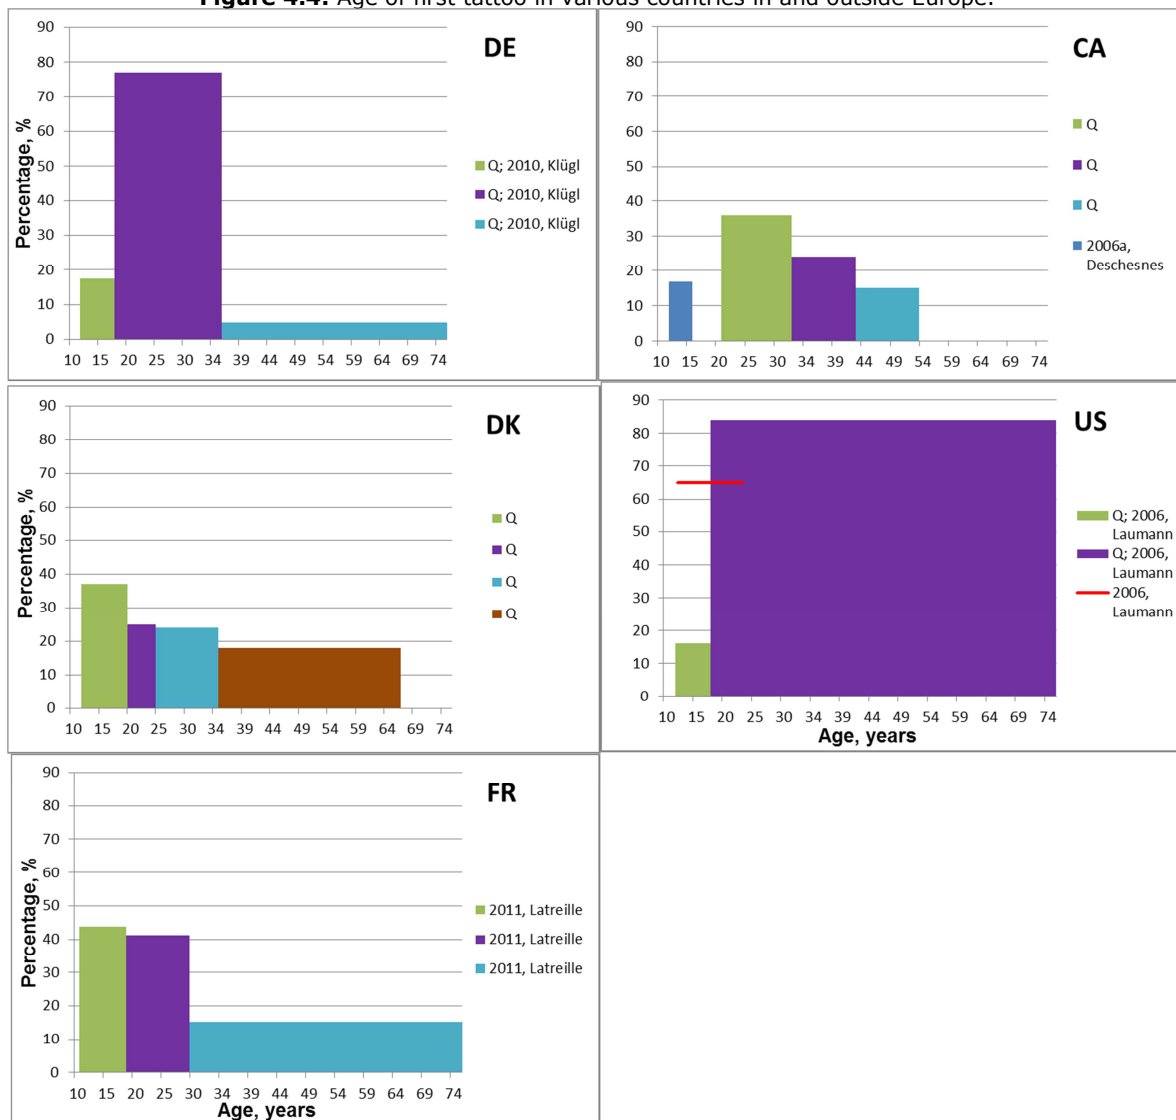 Figure 4.4. Age of first tattoo in various countries in and outside Europe.
DE
Percentage, %
90
80
70
60
50
40
30
20
10
0
10 15 20 25 30 34 39 44 49 54 59 64 69 74
Q; 2010, Klügl
Q; 2010, Klügl
Q; 2010, Klügl
CA
90
80
70
60
50
40
30
20
10
0
10 15 20 25 30 34 39 44 49 54 59 64 69 74
Q
Q
Q
2006a,
Deschesnes
DK
Percentage, %
90
80
70
60
50
40
30
20
10
0
10 15 20 25 30 34 39 44 49 54 59 64 69 74
Q
Q
Q
Q
US
90
80
70
60
50
40
30
20
10
0
10 15 20 25 30 34 39 44 49 54 59 64 69 74
Age, years
Q; 2006,
Laumann
Q; 2006,
Laumann
2006,
Laumann
FR
Percentage, %
90
80
70
60
50
40
30
20
10
0
10 15 20 25 30 34 39 44 49 54 59 64 69 74
Age, years
2011, Latreille
2011, Latreille
2011, Latreille